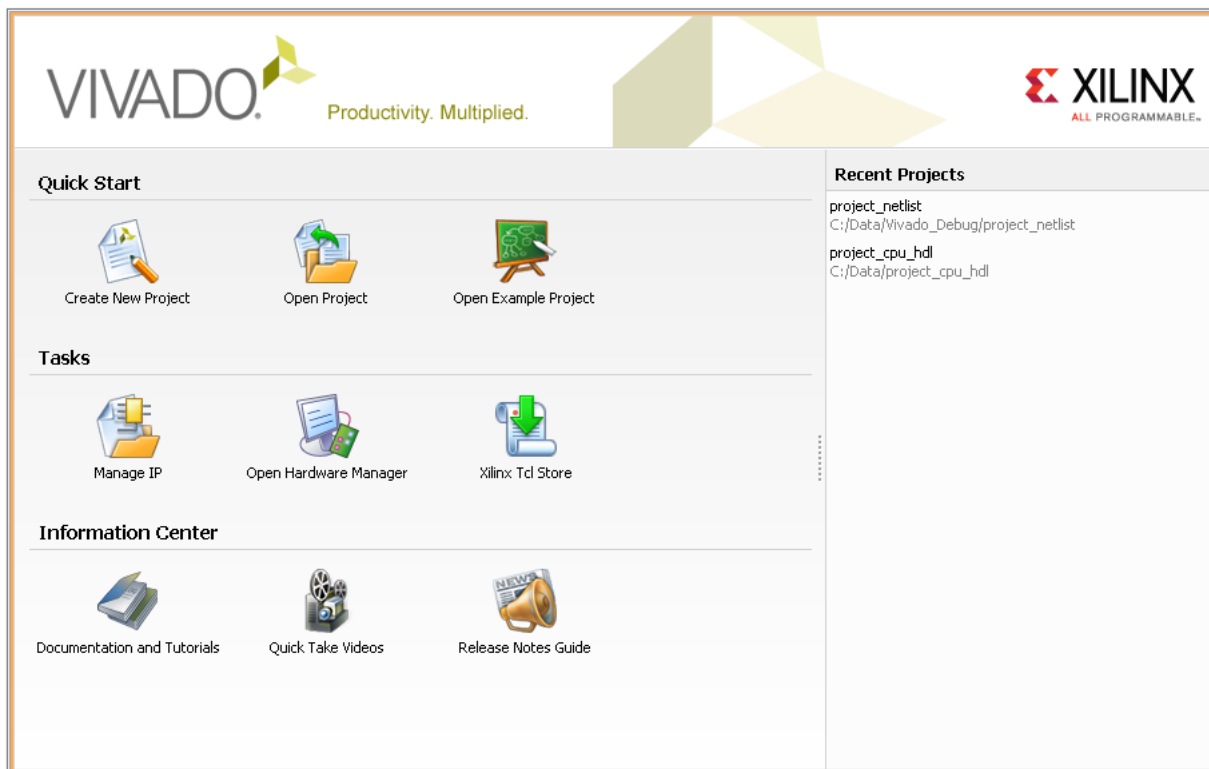 VIVADO.
Productivity. Multiplied.
XILINX
ALL PROGRAMMABLE™
Quick Start
Create New Project
Open Project
Open Example Project
Tasks
Manage IP
Open Hardware Manager
Xilinx Tcl Store
Information Center
NEWS
Documentation and Tutorials
Quick Take Videos
Release Notes Guide
Recent Projects
project_netlist
C:/Data/Vivado_Debug/project_netlist
project_cpu_hdl
C:/Data/project_cpu_hdl